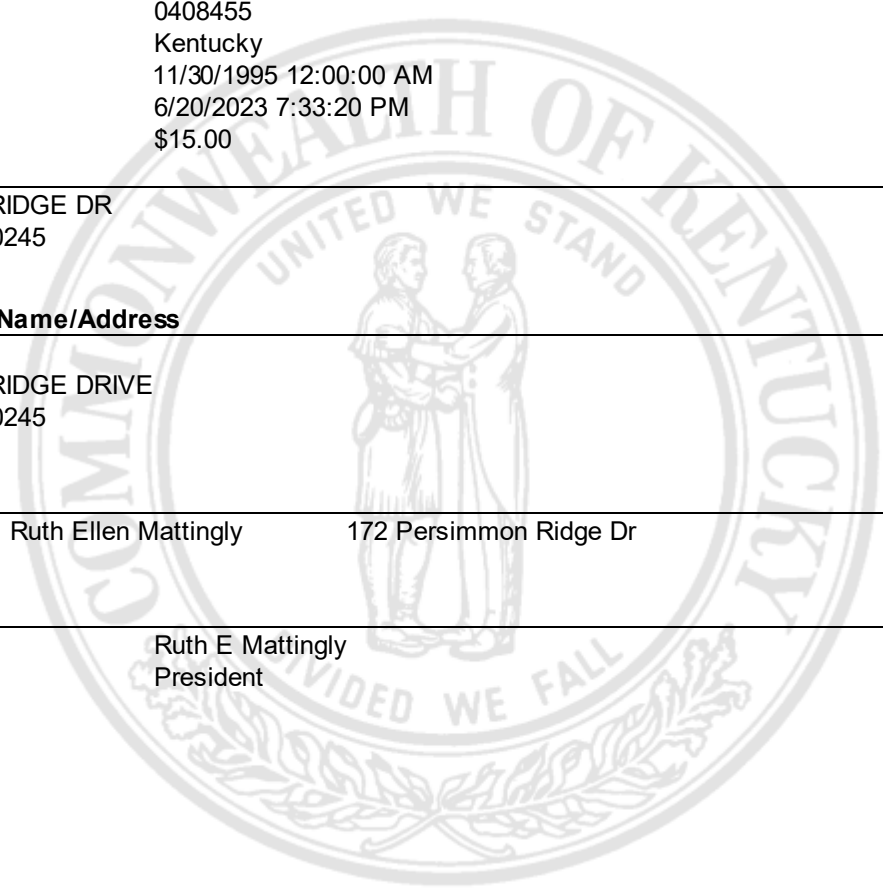 0408455
Kentucky
11/30/1995 12:00:00 AM
6/20/2023 7:33:20 PM
$15.00
RIDGE DR
0245
Name/Address
RIDGE DRIVE
0245
Ruth Ellen Mattingly 172 Persimmon Ridge Dr
Ruth E Mattingly
President
COMMONWEALTH OF KENTUCKY
UNITED WE STAND
DIVIDED WE FALL